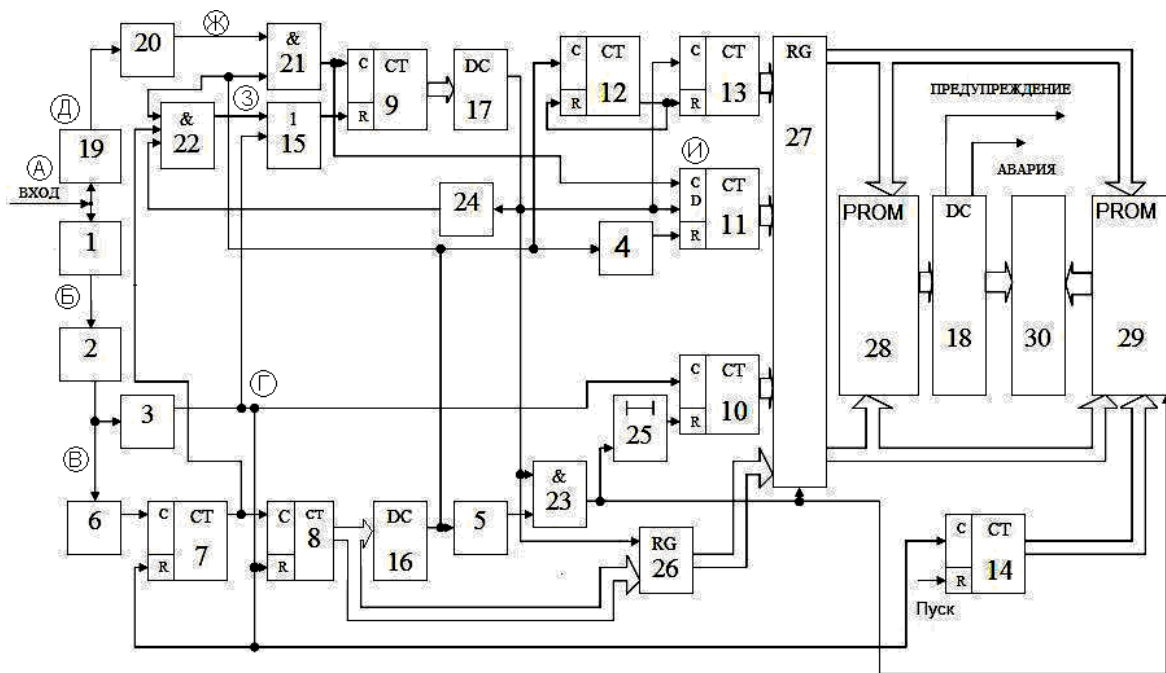 Ж
20
&
21
C
CT
R
9
DC
17
C
CT
R
12
C
CT
R
13
RG
27
ПРЕДУПРЕЖДЕНИЕ
АВАРИЯ
Д
З
19
&
22
1
15
А
ВХОД
1
24
И
C
D
CT
R
11
4
PROM
28
DC
18
30
PROM
29
Б
2
Г
3
C
CT
R
10
25
В
6
C
CT
R
7
C
CT
R
8
DC
16
5
&
23
RG
26
C
CT
R
14
Пуск